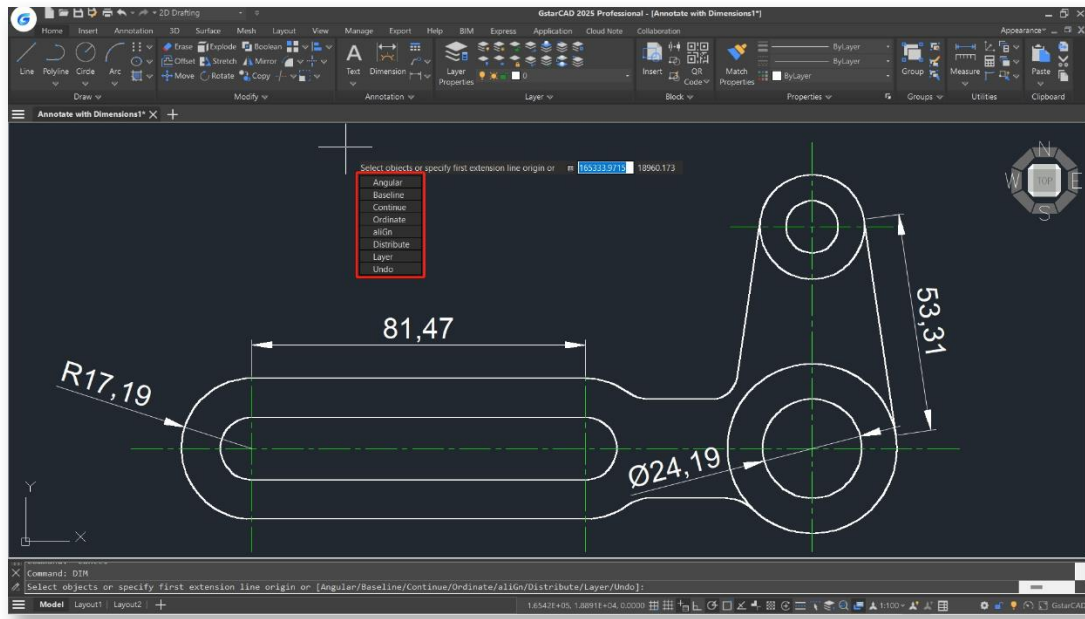 G 2D Drafting GstarCAD 2025 Professional - [Annotate with Dimensions1*]
Home Insert Annotation 3D Surface Mesh Layout View Manage Export Help BIM Express Application Cloud Note Collaboration Appearance
Line Polyline Circle Arc
Erase Explode Boolean
Offset Stretch Mirror
Move Rotate Copy
Text Dimension
Layer Properties 0
Insert QR Code
Match Properties
ByLayer
ByLayer
ByLayer
Group Measure Paste
Draw Modify Annotation Layer Block Properties Groups Utilities Clipboard
Annotate with Dimensions1*
Select objects or specify first extension line origin or 165333.9715 18960.173
Angular
Baseline
Continue
Ordinate
aliGn
Distribute
Layer
Undo
N
W TOP E
S
81,47
53,31
R17,19
Ø24,19
Y
X
Command: DIM
Select objects or specify first extension line origin or [Angular/Baseline/Continue/Ordinate/aliGn/Distribute/Layer/Undo]:
Model Layout1 Layout2 1.6542E+05, 1.8891E+04, 0.0000 1:100 GstarCAD